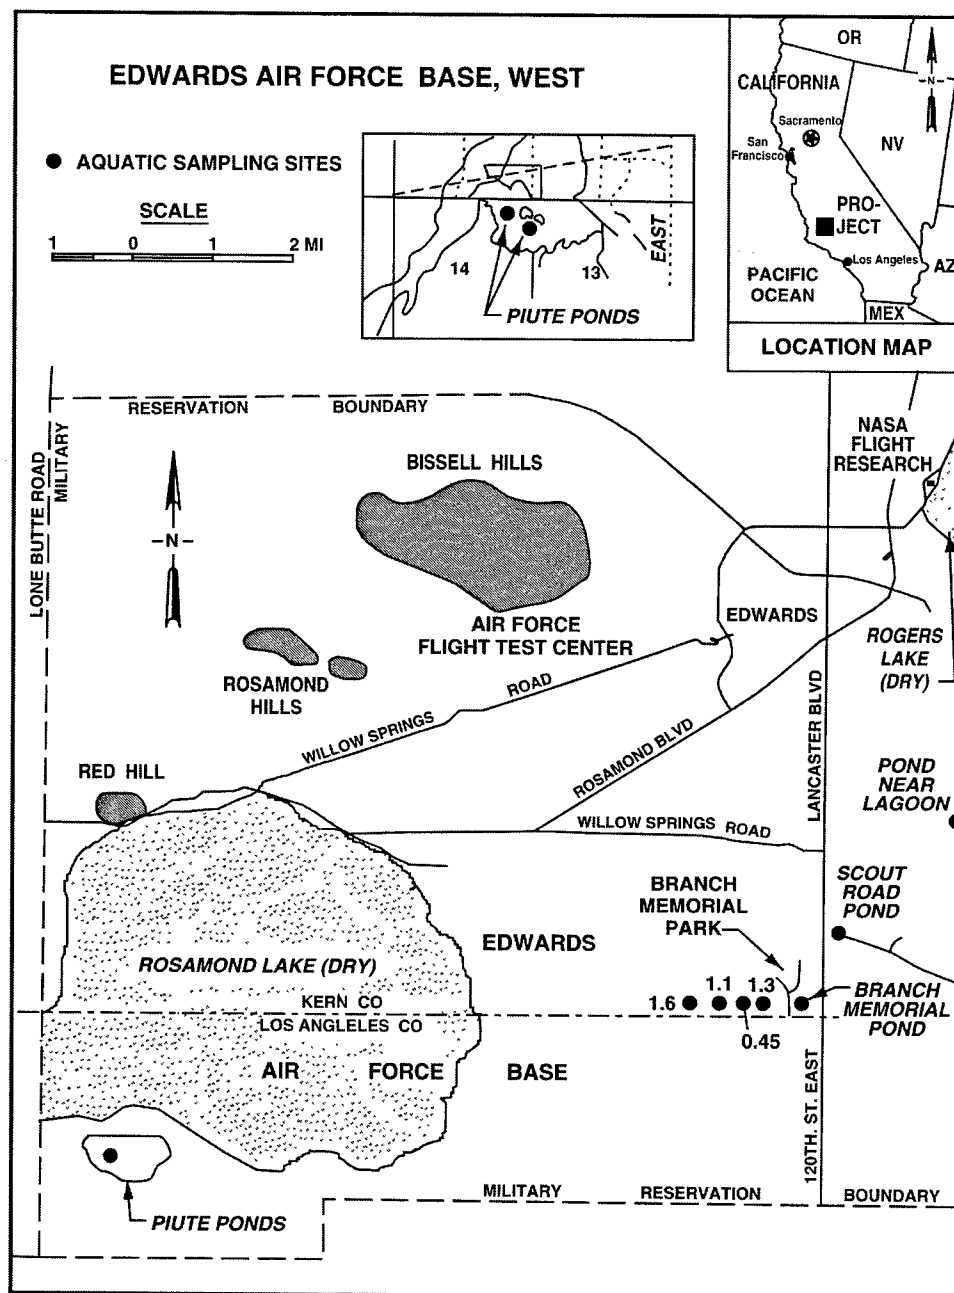 EDWARDS AIR FORCE BASE, WEST
AQUATIC SAMPLING SITES
SCALE
1 0 1 2 MI
14
13
EAST
PIUTE PONDS
OR
CALIFORNIA
N
Sacramento
San
Francisco
NV
PRO-
JECT
Los Angeles
AZ
PACIFIC
OCEAN
MEX
LOCATION MAP
RESERVATION BOUNDARY
LONE BUTTE ROAD
MILITARY
N
BISSELL HILLS
NASA
FLIGHT
RESEARCH
AIR FORCE
FLIGHT TEST CENTER
EDWARDS
ROGERS
LAKE
(DRY)
ROSAMOND
HILLS
WILLOW SPRINGS ROAD
ROSAMOND BLVD
LANCASTER BLVD
RED HILL
POND
NEAR
LAGOON
WILLOW SPRINGS ROAD
SCOUT
ROAD
POND
BRANCH
MEMORIAL
PARK
EDWARDS
ROSAMOND LAKE (DRY)
1.6
1.1
1.3
0.45
BRANCH
MEMORIAL
POND
KERN CO
LOS ANGLELES CO
AIR FORCE BASE
120TH. ST. EAST
MILITARY RESERVATION BOUNDARY
PIUTE PONDS